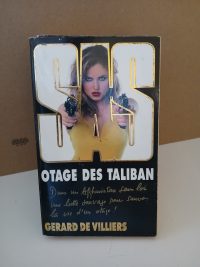 SAS
OTAGE DES TALIBAN
Dans un Afghanistan sans loi
une lutte sauvage pour sauver
la vie d'un otage !
GERARD DE VILLIERS